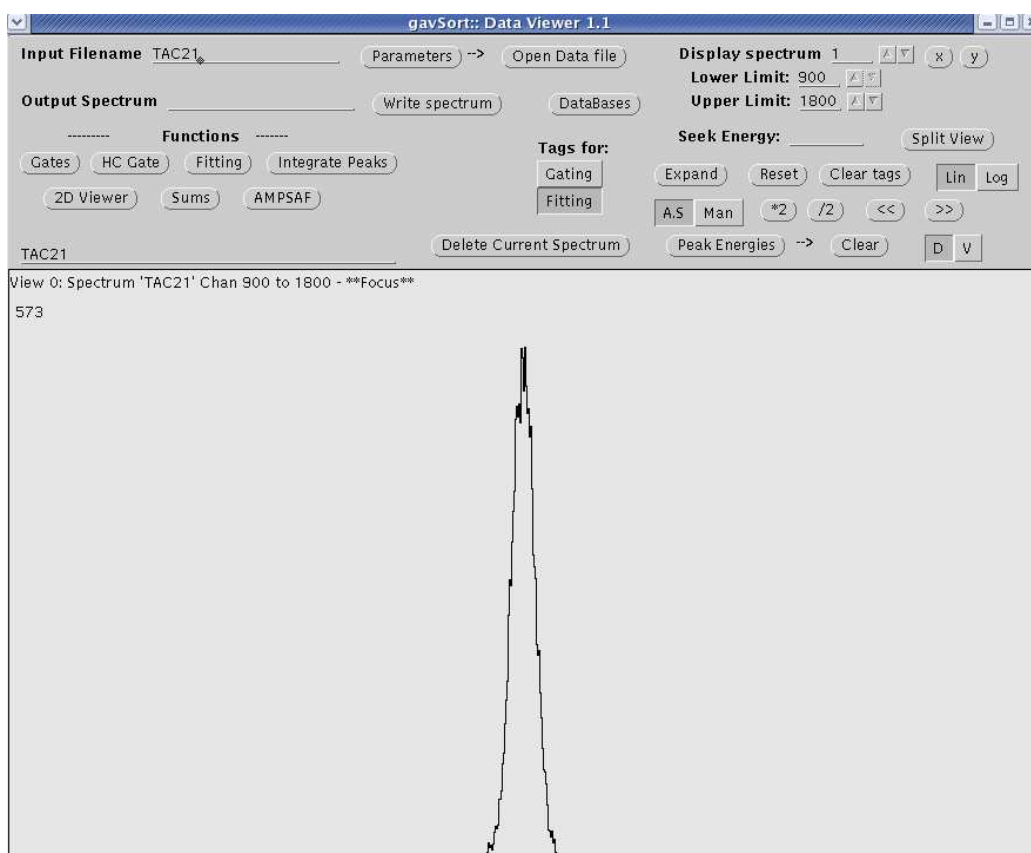 gavSort:: Data Viewer 1.1
Input Filename TAC21 Parameters --> Open Data file Display spectrum 1 x y
Lower Limit: 900
Output Spectrum Write spectrum DataBases Upper Limit: 1800
--------- Functions ------- Seek Energy: Split View
Tags for:
Gates HC Gate Fitting Integrate Peaks Gating Expand Reset Clear tags Lin Log
2D Viewer Sums AMPSAF Fitting A.S Man *2 /2 << >>
TAC21 Delete Current Spectrum Peak Energies --> Clear D V
View 0: Spectrum 'TAC21' Chan 900 to 1800 - **Focus**
573